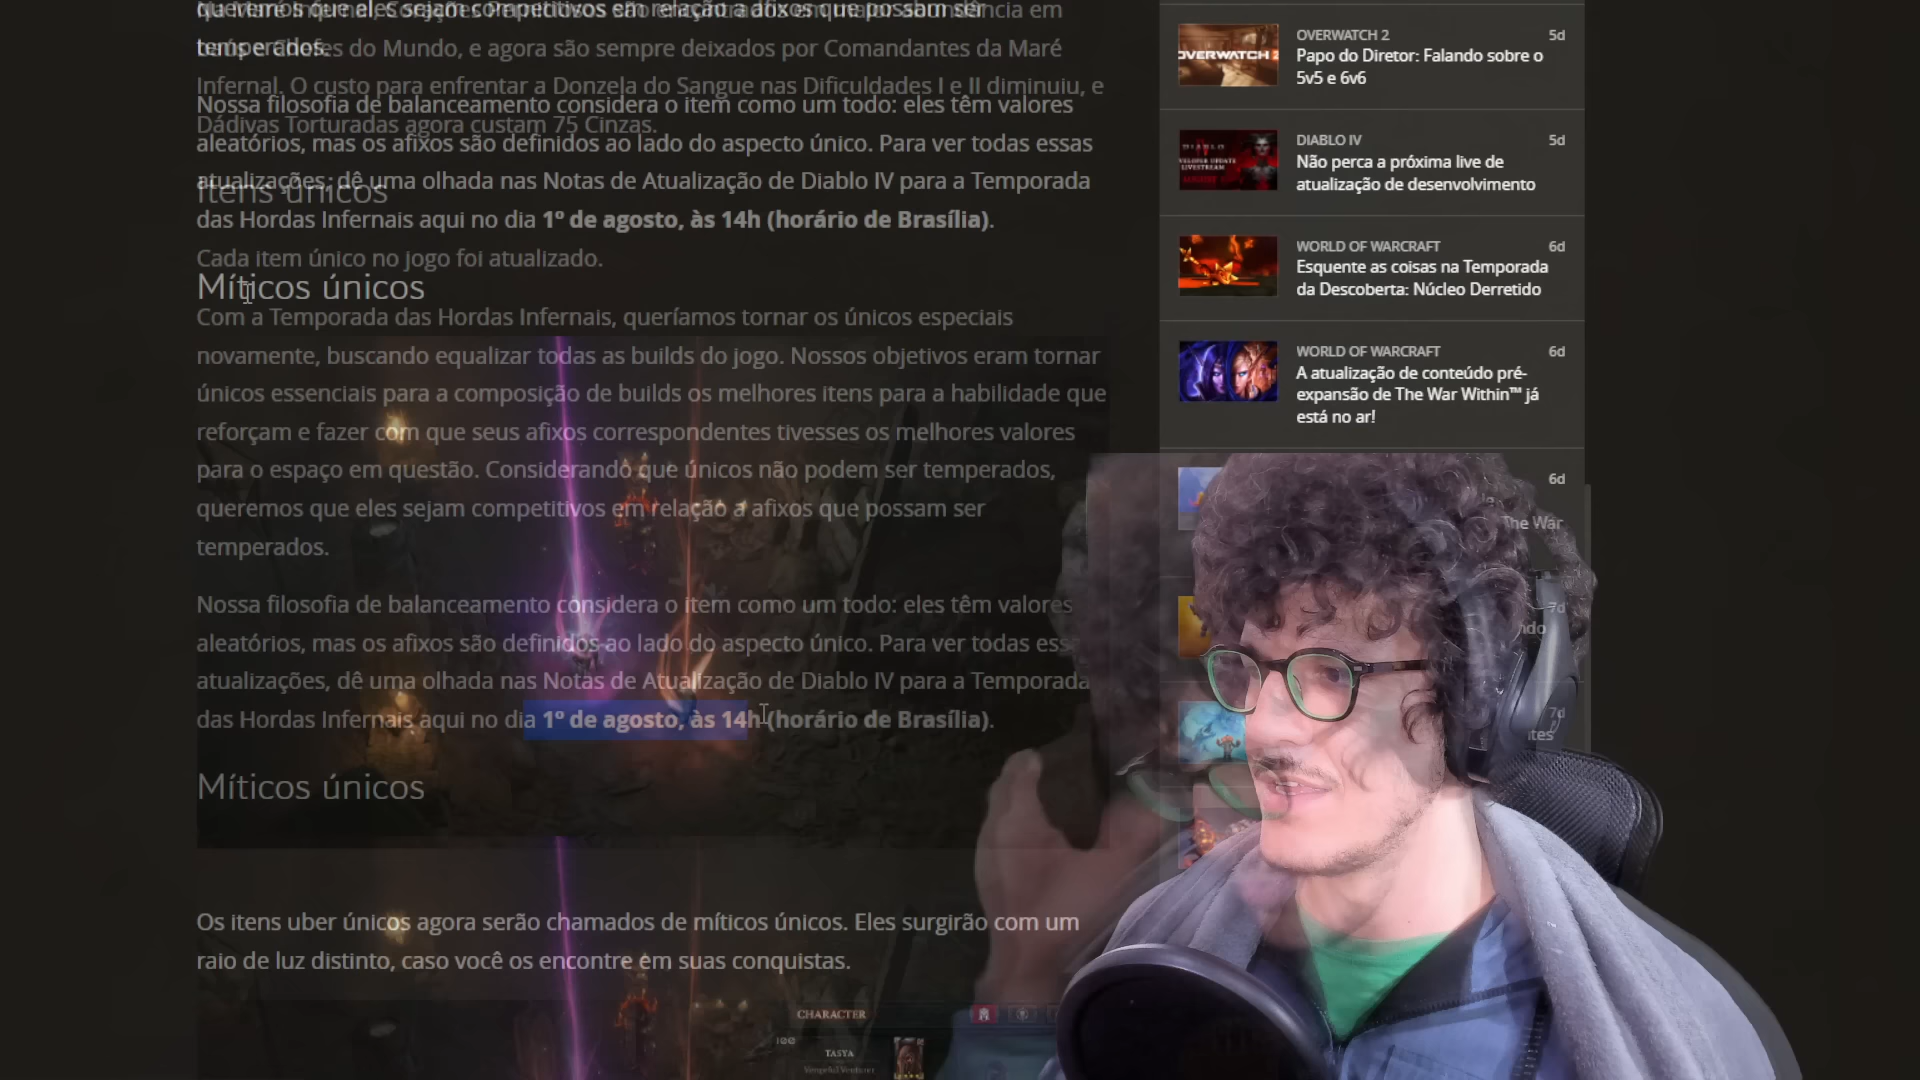 queremos que eles sejam competitivos em relação a afixos que possam ser
temperados.
Chefes do Mundo, e agora são sempre deixados por Comandantes da Maré
Infernal. O custo para enfrentar a Donzela do Sangue nas Dificuldades I e II diminuiu, e
Nossa filosofia de balanceamento considera o item como um todo: eles têm valores
Dádivas Torturadas agora custam 75 Cinzas.
aleatórios, mas os afixos são definidos ao lado do aspecto único. Para ver todas essas
atualizações, dê uma olhada nas Notas de Atualização de Diablo IV para a Temporada
Itens únicos
das Hordas Infernais aqui no dia 1º de agosto, às 14h (horário de Brasília).
Cada item único no jogo foi atualizado.
Míticos únicos
Com a Temporada das Hordas Infernais, queríamos tornar os únicos especiais
novamente, buscando equalizar todas as builds do jogo. Nossos objetivos eram tornar
únicos essenciais para a composição de builds os melhores itens para a habilidade que
reforçam e fazer com que seus afixos correspondentes tivesses os melhores valores
para o espaço em questão. Considerando que únicos não podem ser temperados,
queremos que eles sejam competitivos em relação a afixos que possam ser
temperados.
Nossa filosofia de balanceamento considera o item como um todo: eles têm valores
aleatórios, mas os afixos são definidos ao lado do aspecto único. Para ver todas
atualizações, dê uma olhada nas Notas de Atualização de Diablo IV para a Temporada
das Hordas Infernais aqui no dia 1º de agosto, às 14h (horário de Brasília).
Míticos únicos
Os itens uber únicos agora serão chamados de míticos únicos. Eles surgirão com um
raio de luz distinto, caso você os encontre em suas conquistas.
CHARACTER
100
TASYA
OVERWATCH 2
5d
Papo do Diretor: Falando sobre o
5v5 e 6v6
DIABLO IV
5d
Não perca a próxima live de
atualização de desenvolvimento
WORLD OF WARCRAFT
6d
Esquente as coisas na Temporada
da Descoberta: Núcleo Derretido
WORLD OF WARCRAFT
6d
A atualização de conteúdo pré-
expansão de The War Within™ já
está no ar!
6d
The War
7d
7d